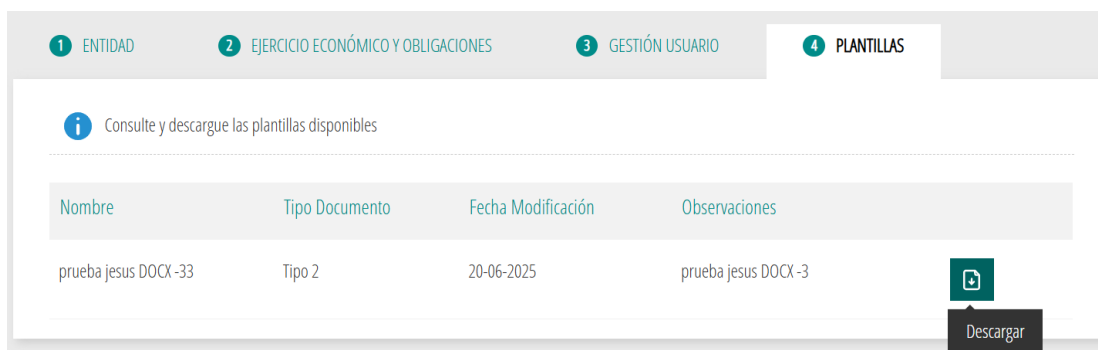 1 ENTIDAD 2 EJERCICIO ECONÓMICO Y OBLIGACIONES 3 GESTIÓN USUARIO 4 PLANTILLAS
i Consulte y descargue las plantillas disponibles
Nombre Tipo Documento Fecha Modificación Observaciones
prueba jesus DOCX -33 Tipo 2 20-06-2025 prueba jesus DOCX -3
Descargar